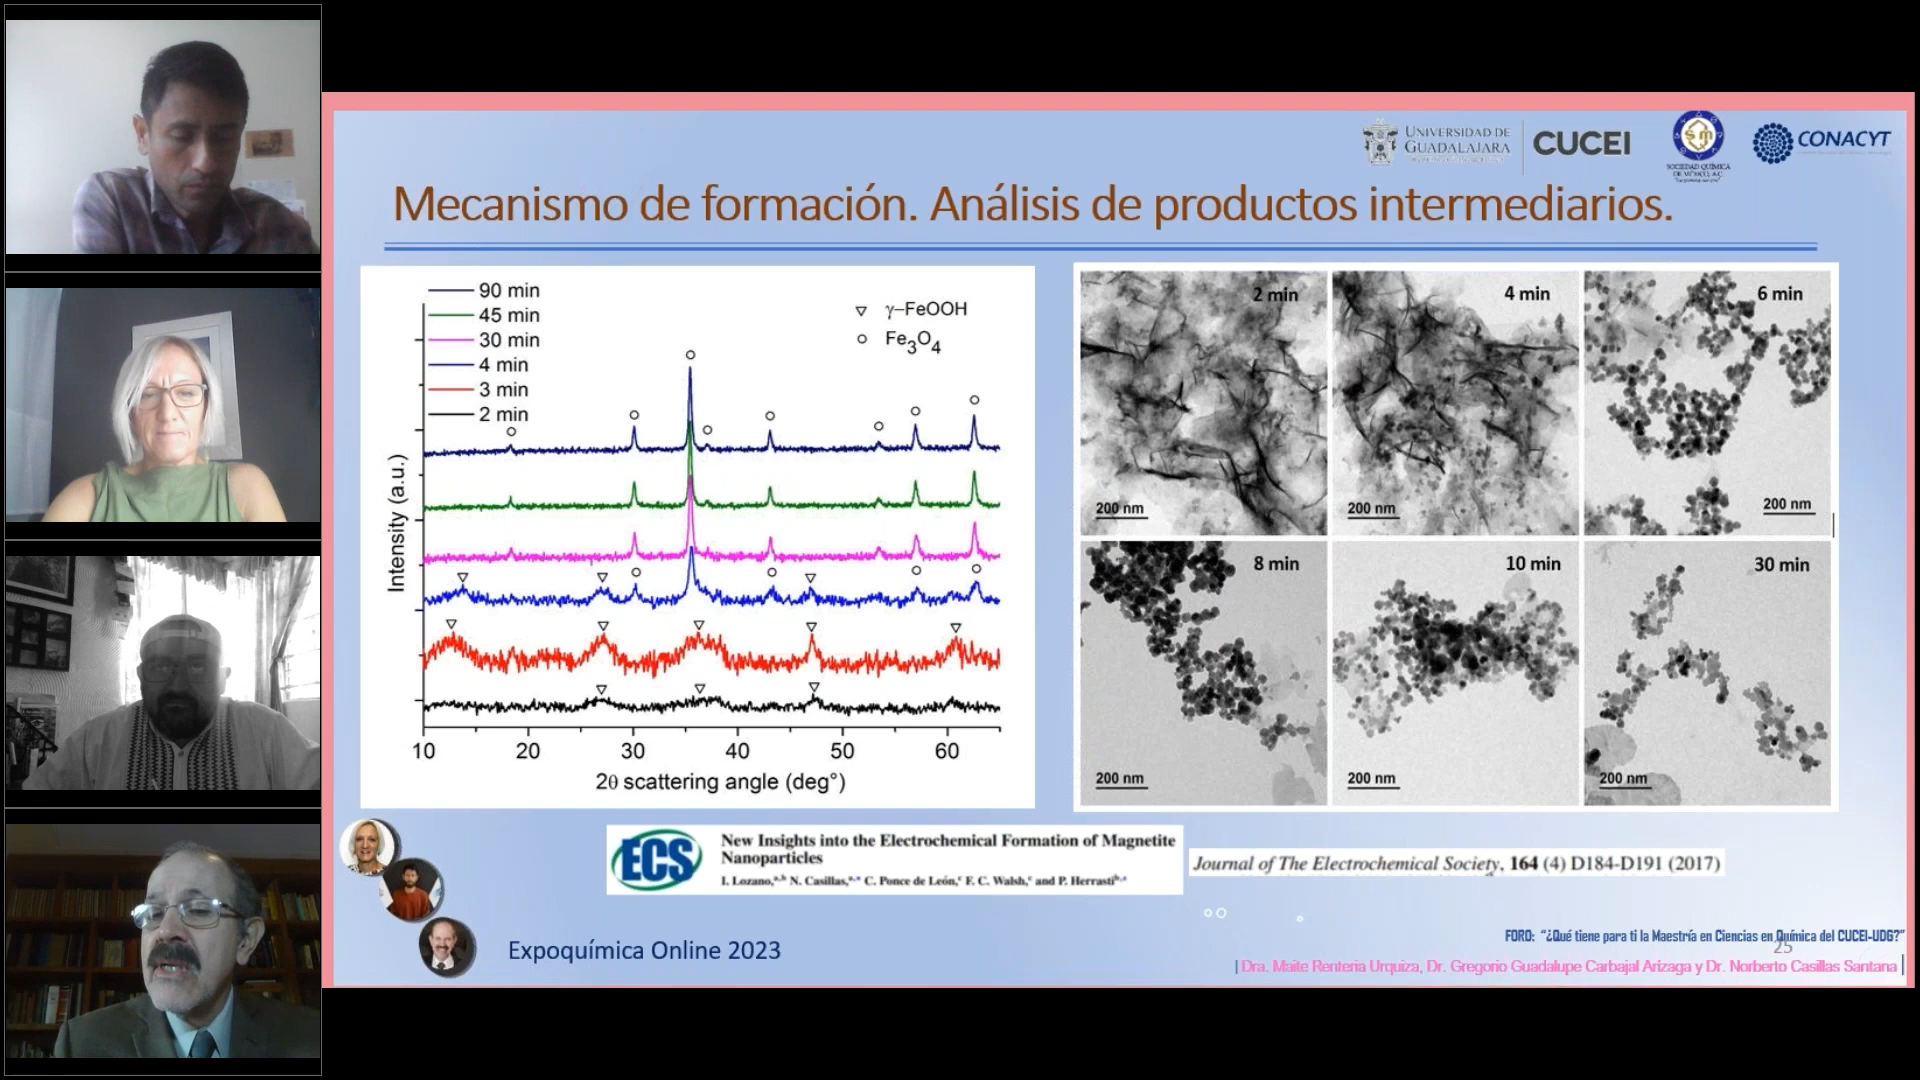 UNIVERSIDAD DE
GUADALAJARA
CUCEI
SOCIEDAD QUÍMICA
DE MÉXICO, A.C.
CONACYT
Mecanismo de formación. Análisis de productos intermediarios.
90 min
45 min
30 min
4 min
3 min
2 min
γ–FeOOH
Fe3O4
Intensity (a.u.)
10 20 30 40 50 60
2θ scattering angle (deg°)
2 min
4 min
6 min
200 nm
200 nm
200 nm
8 min
10 min
30 min
200 nm
200 nm
200 nm
ECS
New Insights into the Electrochemical Formation of Magnetite
Nanoparticles
I. Lozano,a,b N. Casillas,a,* C. Ponce de León,c F. C. Walsh,c and P. Herrastib,z
Journal of The Electrochemical Society, 164 (4) D184-D191 (2017)
Expoquímica Online 2023
FORO: “¿Qué tiene para ti la Maestría en Ciencias en Química del CUCEI-UDG?”
25
Dra. Maite Renteria Urquiza, Dr. Gregorio Guadalupe Carbajal Arizaga y Dr. Norberto Casillas Santana